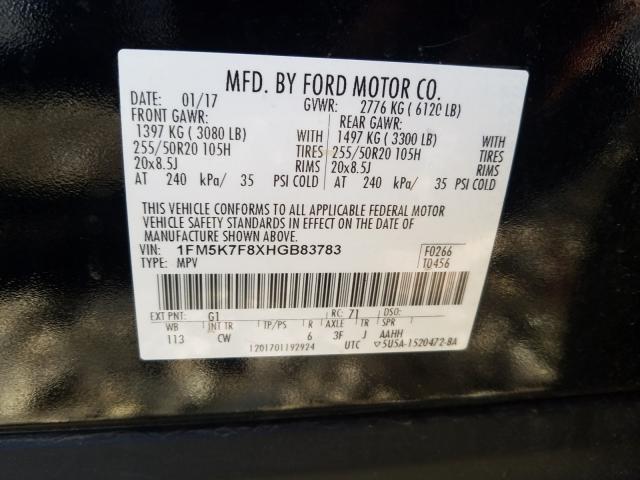 MFD. BY FORD MOTOR CO.
DATE: 01/17 GVWR: 2776 KG ( 6120 LB)
FRONT GAWR: REAR GAWR:
1397 KG ( 3080 LB) WITH 1497 KG ( 3300 LB) WITH
255/50R20 105H TIRES 255/50R20 105H TIRES
20x8.5J RIMS 20x8.5J RIMS
AT 240 kPa/ 35 PSI COLD AT 240 kPa/ 35 PSI COLD
THIS VEHICLE CONFORMS TO ALL APPLICABLE FEDERAL MOTOR
VEHICLE SAFETY STANDARDS IN EFFECT ON THE DATE OF
MANUFACTURE SHOWN ABOVE.
VIN: 1FM5K7F8XHGB83783 F0266
TYPE: MPV T0456
EXT PNT: G1 RC: 71 DSO:
WB INT TR TP/PS R AXLE TR SPR
113 CW 6 3F J AAHH
1201701192924 UTC ▽5U5A-1520472-8A